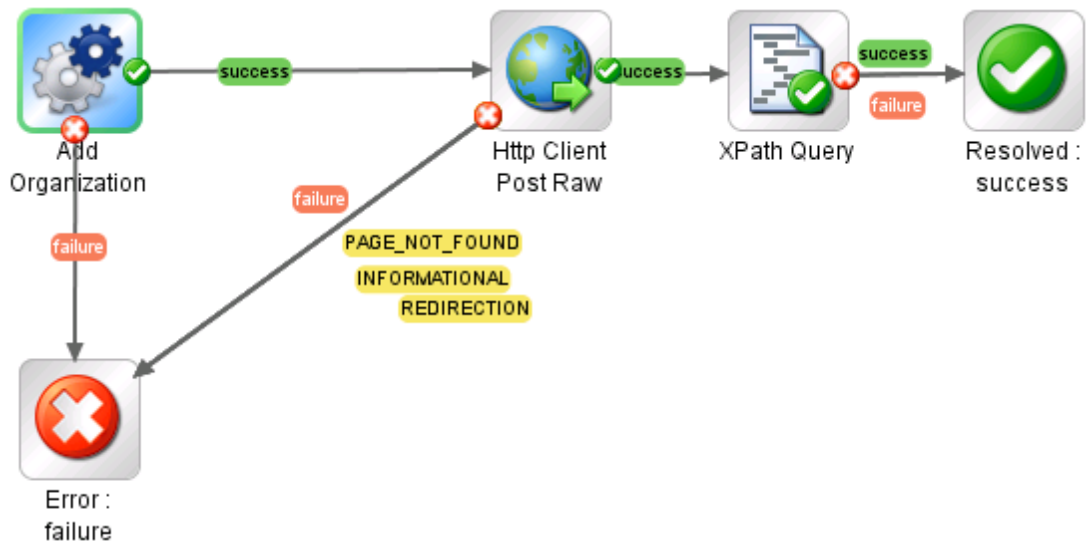 success
uccess
success
failure
Add
Organization
Http Client
Post Raw
XPath Query
Resolved :
success
failure
failure
PAGE_NOT_FOUND
INFORMATIONAL
REDIRECTION
Error :
failure